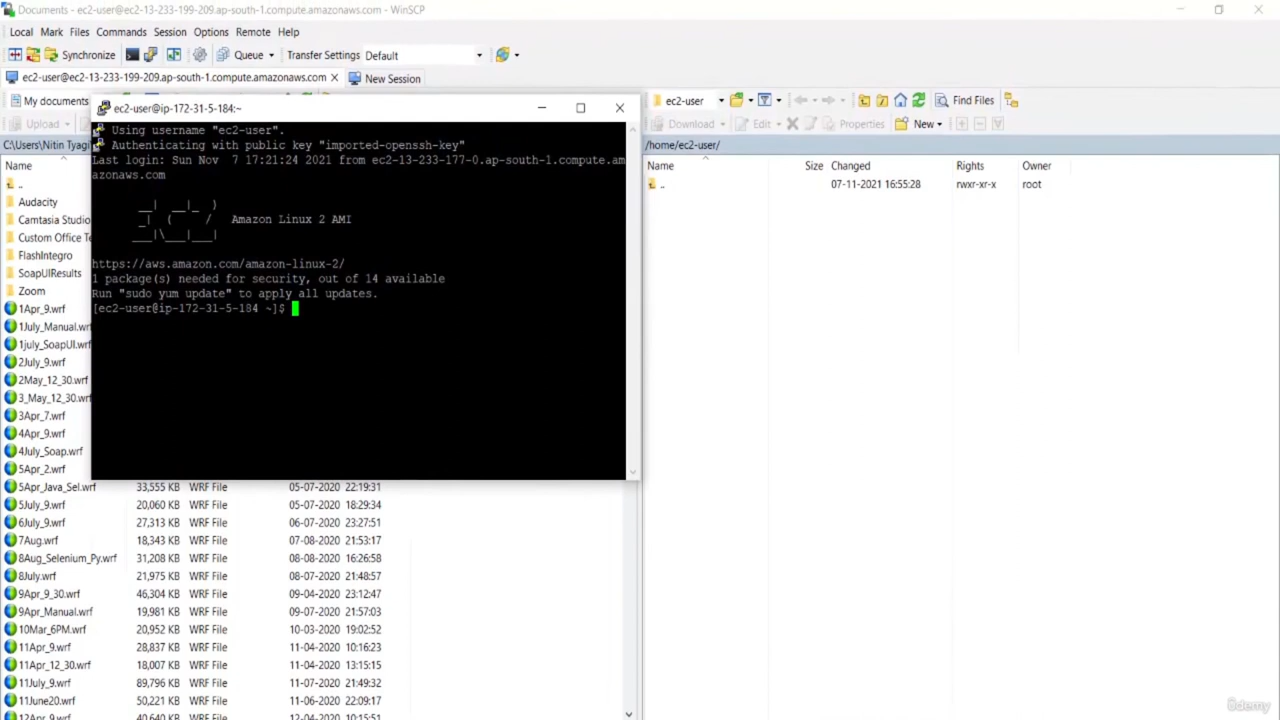 Documents - ec2-user@ec2-13-233-199-209.ap-south-1.compute.amazonaws.com - WinSCP
Local Mark Files Commands Session Options Remote Help
Synchronize Queue Transfer Settings Default
ec2-user@ec2-13-233-199-209.ap-south-1.compute.amazonaws.com × New Session
My documents
Upload
C:\Users\Nitin Tyagi
Name
..
Audacity
Camtasia Studio
Custom Office Te
FlashIntegro
SoapUIResults
Zoom
1Apr_9.wrf
1July_Manual.wrf
1july_SoapUI.wrf
2July_9.wrf
2May_12_30.wrf
3_May_12_30.wrf
3Apr_7.wrf
4Apr_9.wrf
4July_Soap.wrf
5Apr_2.wrf
5Apr_Java_Sel.wrf 33,555 KB WRF File 05-07-2020 22:19:31
5July_9.wrf 20,060 KB WRF File 05-07-2020 18:29:34
6July_9.wrf 27,313 KB WRF File 06-07-2020 23:27:51
7Aug.wrf 18,343 KB WRF File 07-08-2020 21:53:17
8Aug_Selenium_Py.wrf 31,208 KB WRF File 08-08-2020 16:26:58
8July.wrf 21,975 KB WRF File 08-07-2020 21:48:57
9Apr_9_30.wrf 46,304 KB WRF File 09-04-2020 23:12:47
9Apr_Manual.wrf 19,981 KB WRF File 09-07-2020 21:57:03
10Mar_6PM.wrf 20,952 KB WRF File 10-03-2020 19:02:52
11Apr_9.wrf 28,837 KB WRF File 11-04-2020 10:16:23
11Apr_12_30.wrf 18,007 KB WRF File 11-04-2020 13:15:15
11July_9.wrf 89,796 KB WRF File 11-07-2020 21:49:32
11June20.wrf 50,221 KB WRF File 11-06-2020 22:09:17
12Apr_9.wrf 40,640 KB WRF File 12-04-2020 10:15:51
ec2-user@ip-172-31-5-184:~
Using username "ec2-user".
Authenticating with public key "imported-openssh-key"
Last login: Sun Nov  7 17:21:24 2021 from ec2-13-233-177-0.ap-south-1.compute.am
azonaws.com
__|  __|_  )
_|  (     /   Amazon Linux 2 AMI
___|\___|___|
https://aws.amazon.com/amazon-linux-2/
1 package(s) needed for security, out of 14 available
Run "sudo yum update" to apply all updates.
[ec2-user@ip-172-31-5-184 ~]$
ec2-user Find Files
Download Edit Properties New
/home/ec2-user/
Name Size Changed Rights Owner
.. 07-11-2021 16:55:28 rwxr-xr-x root
ûdemy